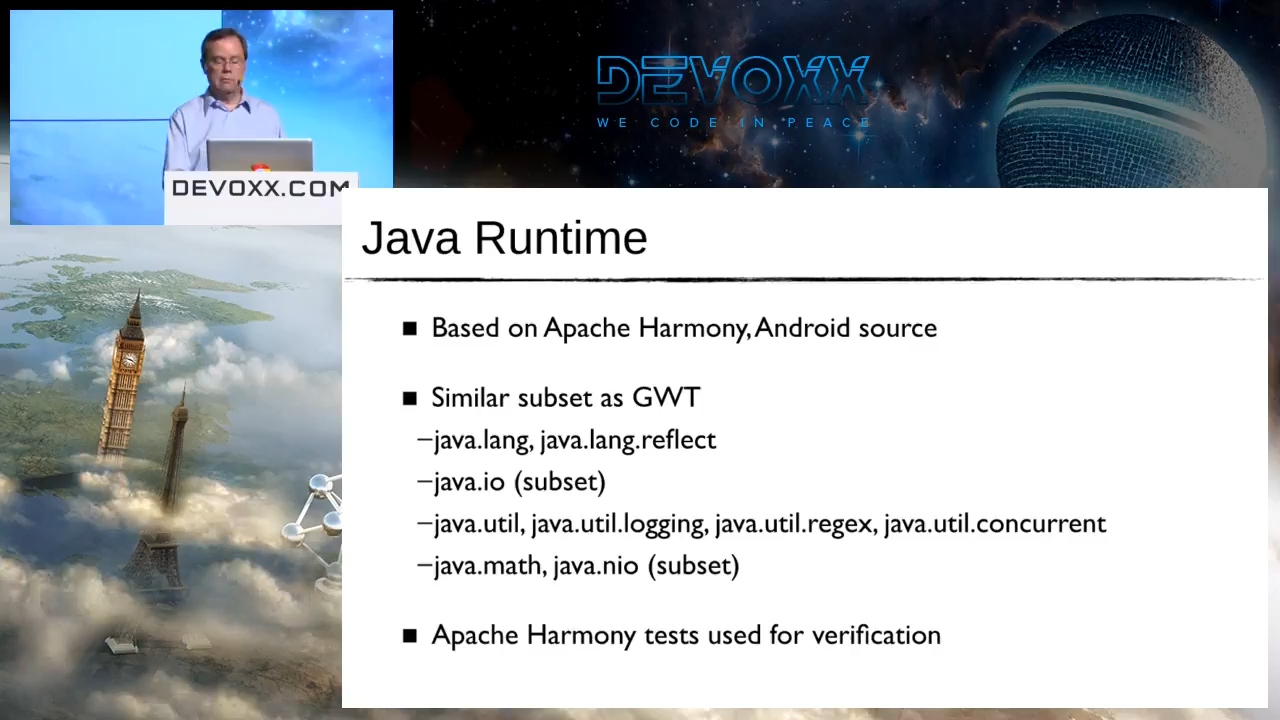 DEVOXX
WE CODE IN PEACE
DEVOXX.COM
Java Runtime
■ Based on Apache Harmony, Android source
■ Similar subset as GWT
–java.lang, java.lang.reflect
–java.io (subset)
–java.util, java.util.logging, java.util.regex, java.util.concurrent
–java.math, java.nio (subset)
■ Apache Harmony tests used for verification